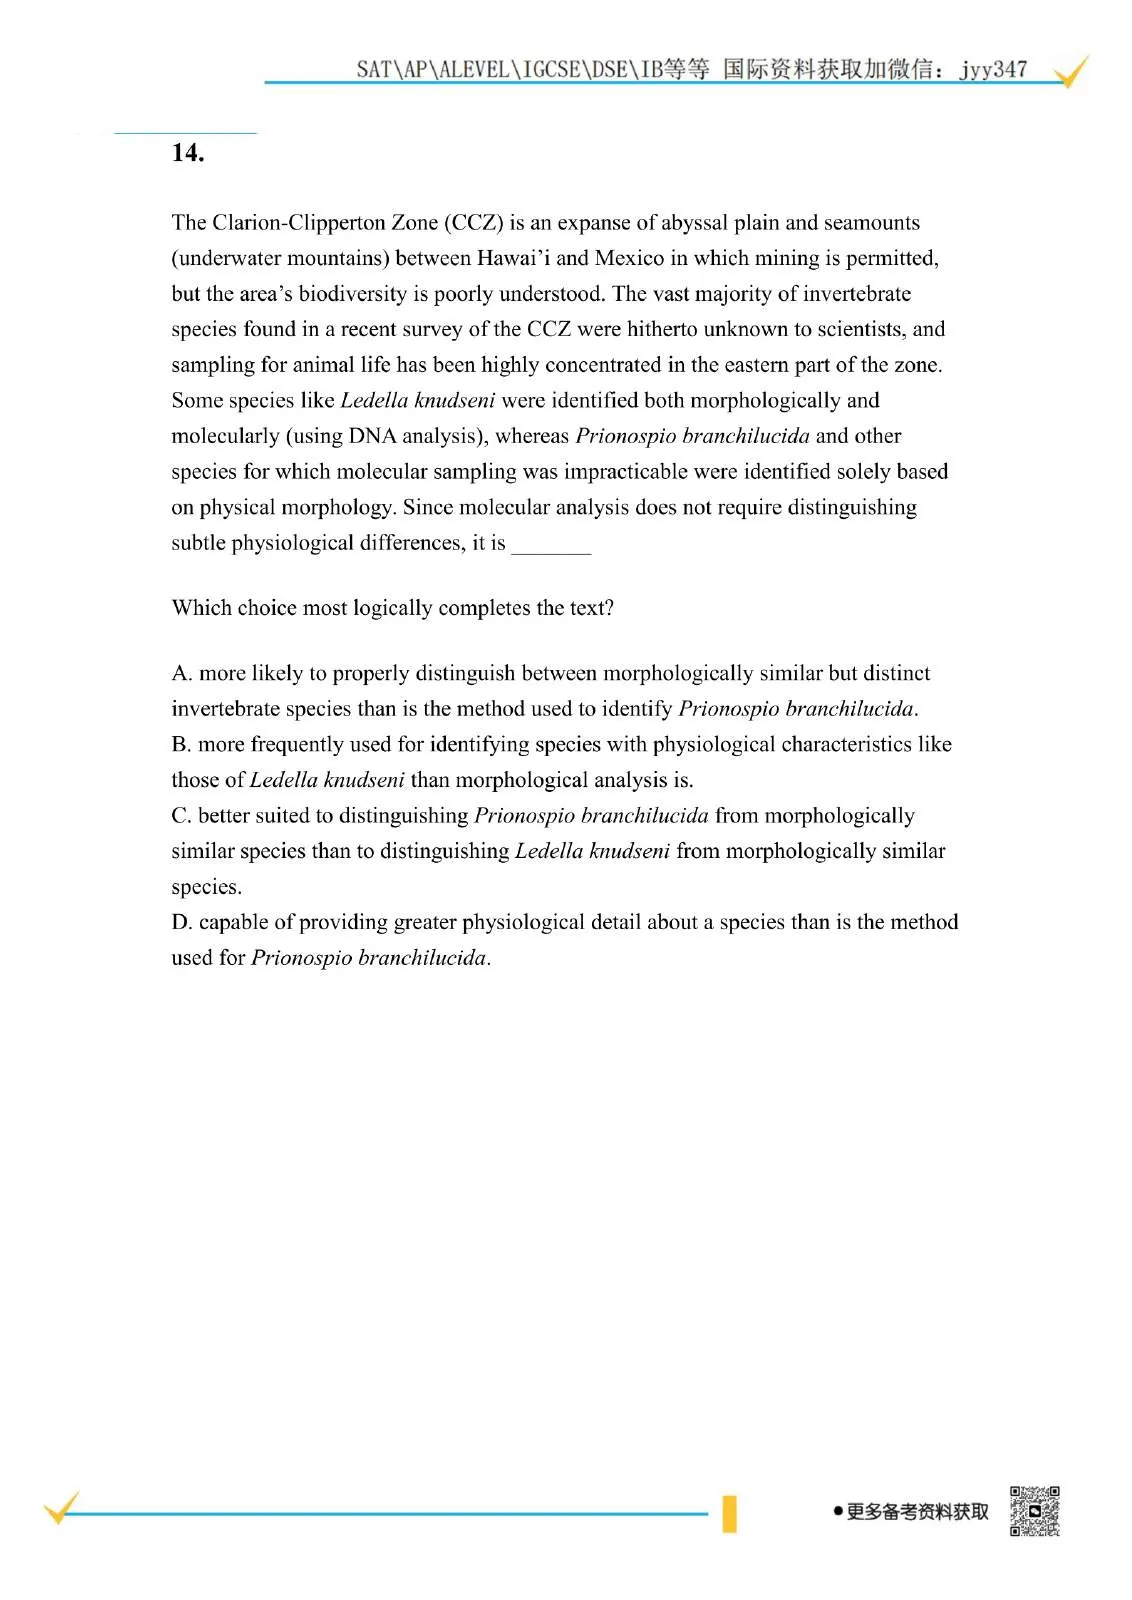 SAT\AP\ALEVEL\IGCSE\DSE\IB等等 国际资料获取加微信：jyy347
14.
The Clarion-Clipperton Zone (CCZ) is an expanse of abyssal plain and seamounts
(underwater mountains) between Hawai’i and Mexico in which mining is permitted,
but the area’s biodiversity is poorly understood. The vast majority of invertebrate
species found in a recent survey of the CCZ were hitherto unknown to scientists, and
sampling for animal life has been highly concentrated in the eastern part of the zone.
Some species like Ledella knudseni were identified both morphologically and
molecularly (using DNA analysis), whereas Prionospio branchilucida and other
species for which molecular sampling was impracticable were identified solely based
on physical morphology. Since molecular analysis does not require distinguishing
subtle physiological differences, it is _______
Which choice most logically completes the text?
A. more likely to properly distinguish between morphologically similar but distinct
invertebrate species than is the method used to identify Prionospio branchilucida.
B. more frequently used for identifying species with physiological characteristics like
those of Ledella knudseni than morphological analysis is.
C. better suited to distinguishing Prionospio branchilucida from morphologically
similar species than to distinguishing Ledella knudseni from morphologically similar
species.
D. capable of providing greater physiological detail about a species than is the method
used for Prionospio branchilucida.
●更多备考资料获取